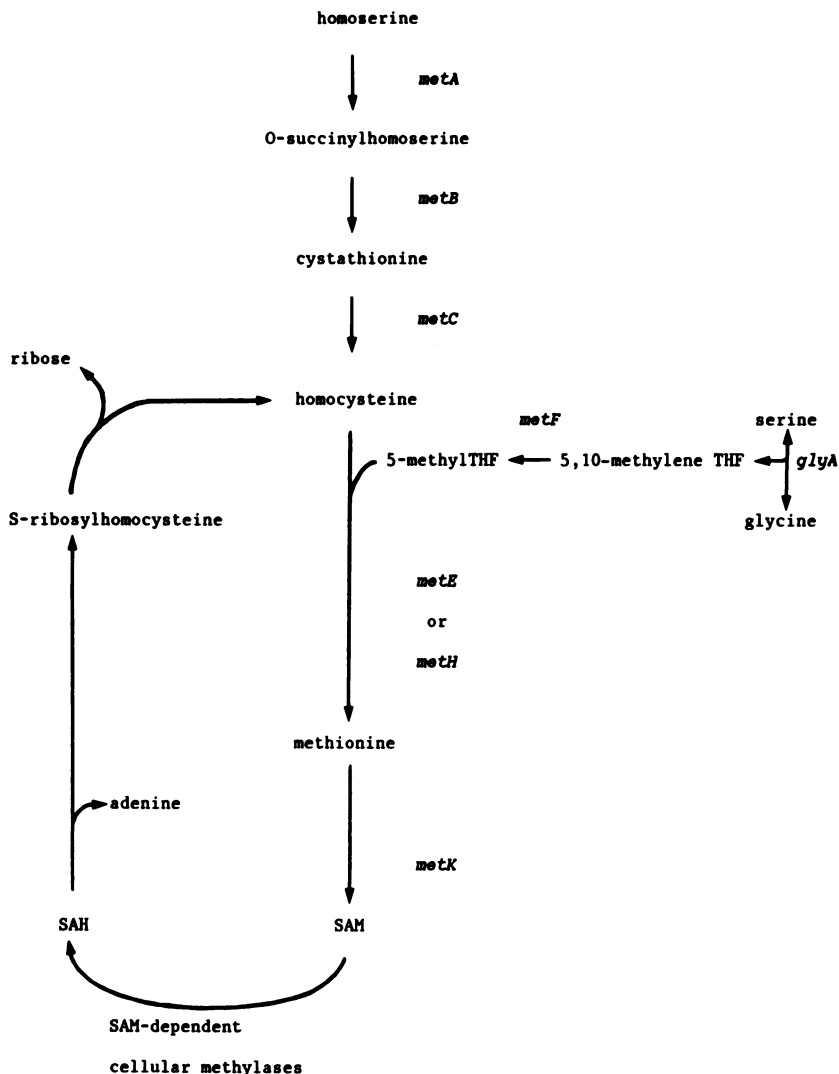 homoserine
metA
O-succinylhomoserine
metB
cystathionine
metC
ribose
homocysteine
metF
serine
5-methylTHF
5,10-methylene THF
glyA
S-ribosylhomocysteine
glycine
metE
or
metH
methionine
adenine
metK
SAH
SAM
SAM-dependent
cellular methylases